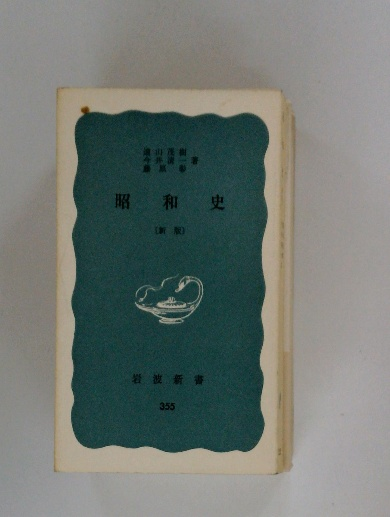 遠山茂樹
今井清一著
藤原彰
昭和史
〔新版〕
岩波新書
355